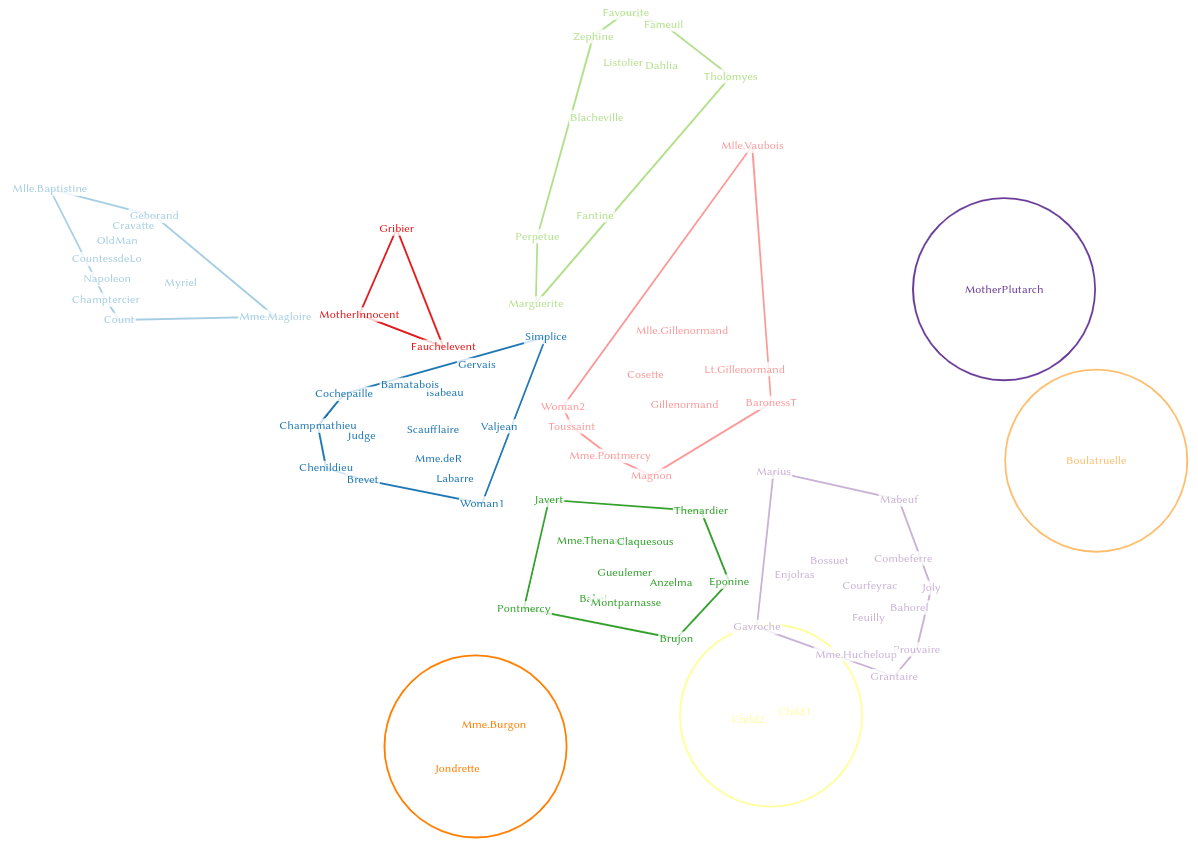 Favourite
Fameuil
Zephine
Listolier
Dahlia
Tholomyes
Blacheville
Fantine
Perpetue
Marguerite
Mlle.Vaubois
Mlle.Baptistine
Geborand
Cravatte
OldMan
CountessdeLo
Napoleon
Myriel
Champtercier
Count
Mme.Magloire
Gribier
MotherInnocent
Fauchelevent
MotherPlutarch
Simplice
Gervais
Bamatabois
Isabeau
Cochepaille
Champmathieu
Judge
Scaufflaire
Valjean
Mme.deR
Chenildieu
Brevet
Labarre
Woman1
Mlle.Gillenormand
Cosette
Lt.Gillenormand
Woman2
Gillenormand
BaronessT
Toussaint
Mme.Pontmercy
Magnon
Boulatruelle
Marius
Mabeuf
Bossuet
Combeferre
Enjolras
Courfeyrac
Joly
Bahorel
Feuilly
Gavroche
Mme.Hucheloup
Prouvaire
Grantaire
Javert
Thenardier
Mme.Thena
Claquesous
Gueulemer
Anzelma
Eponine
Montparnasse
Pontmercy
Brujon
Child1
Child2
Mme.Burgon
Jondrette